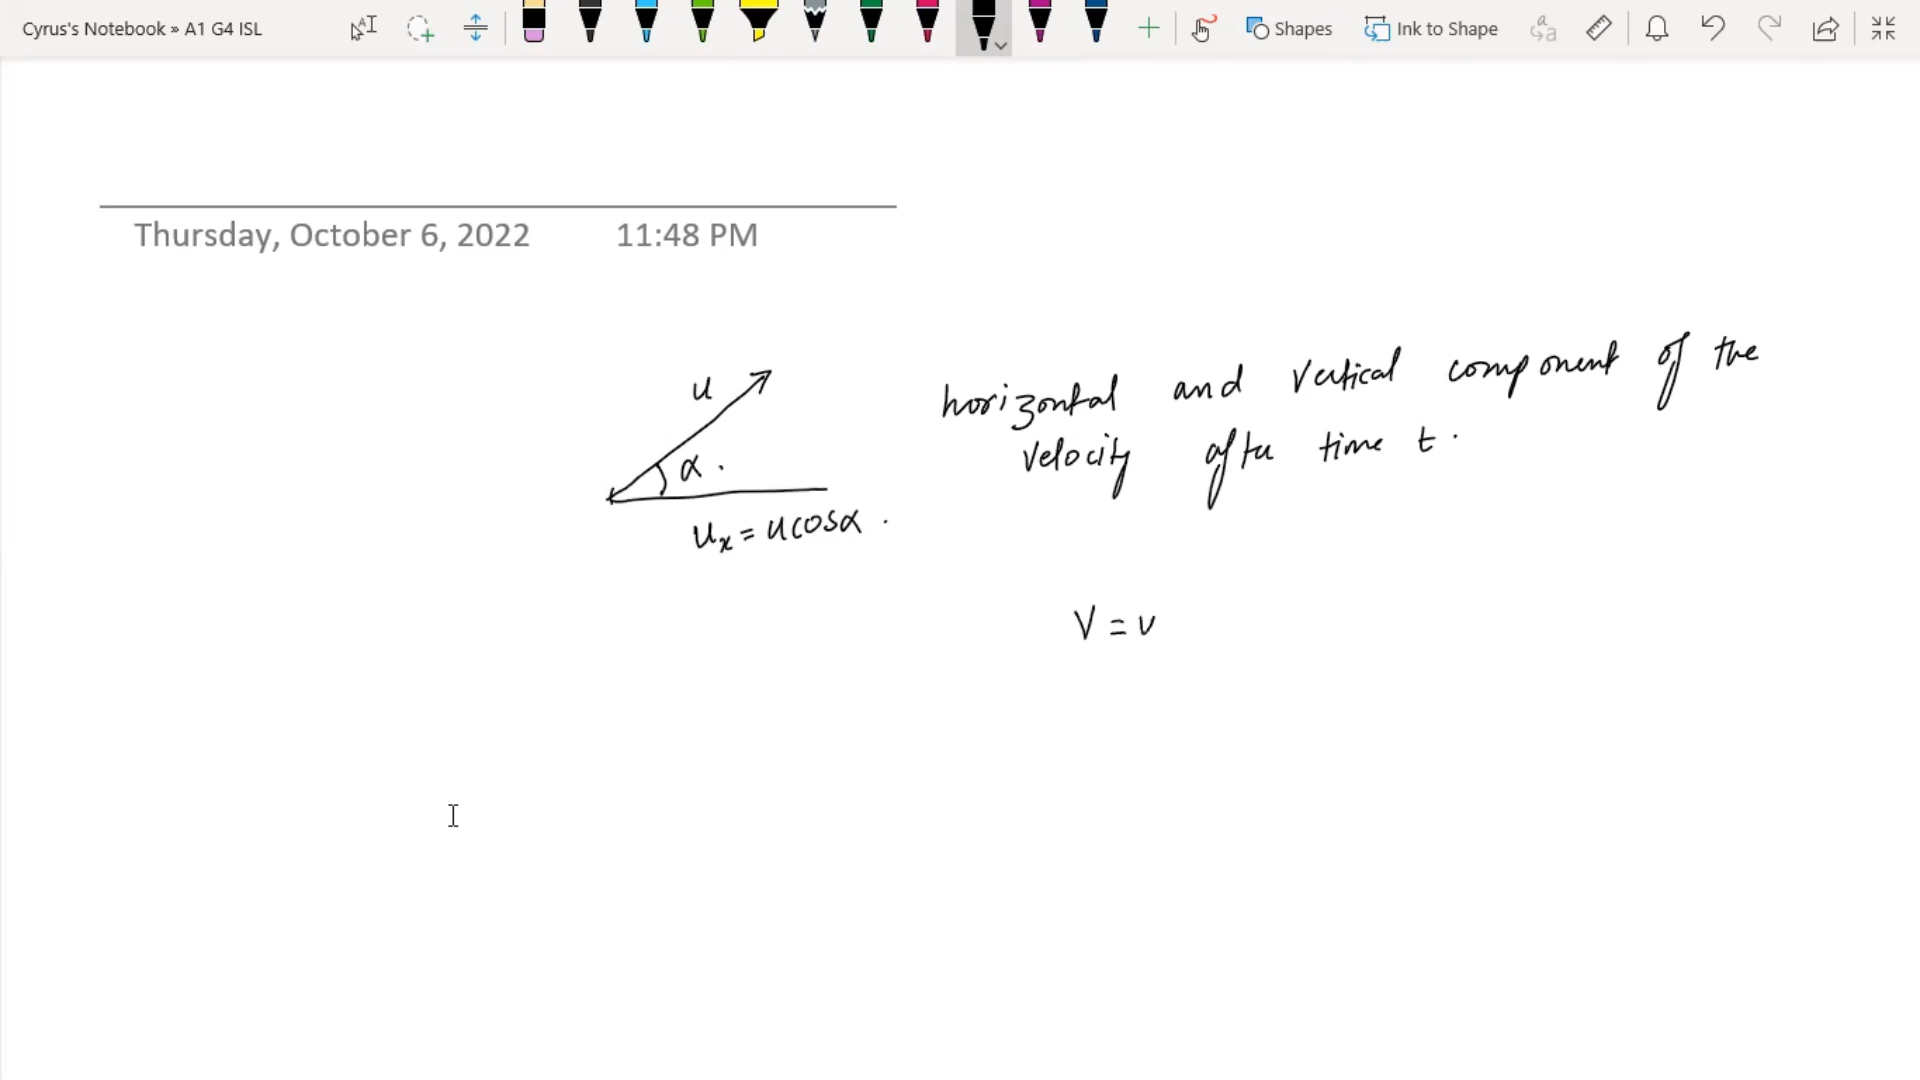 Cyrus's Notebook » A1 G4 ISL
Shapes
Ink to Shape
Thursday, October 6, 2022 11:48 PM
u
α.
uₓ = u cosα.
horizontal and vertical component of the
velocity after time t.
V = u